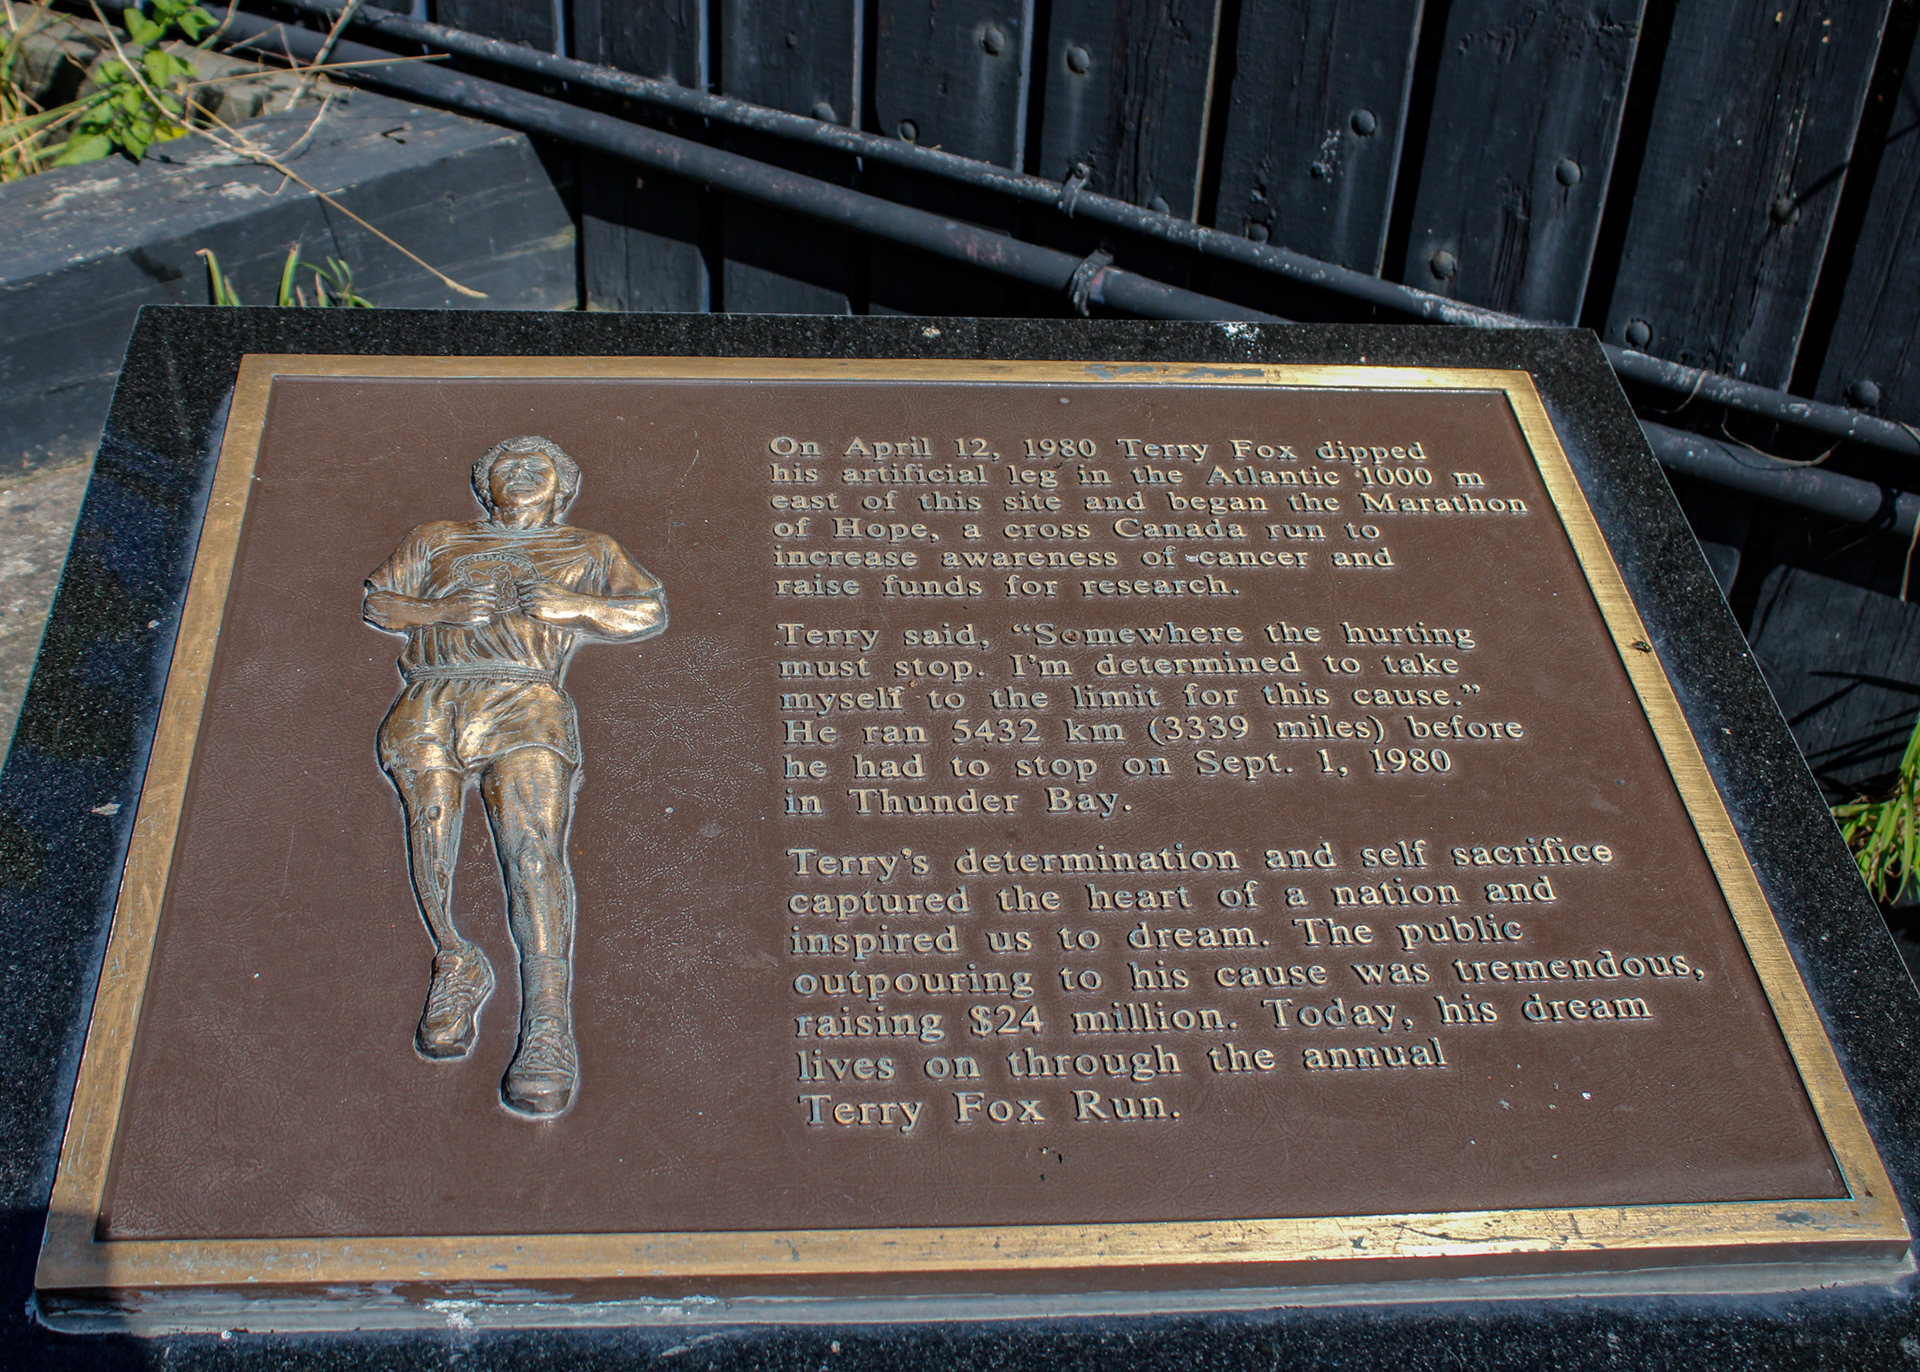 On April 12, 1980 Terry Fox dipped
his artificial leg in the Atlantic 1000 m
east of this site and began the Marathon
of Hope, a cross Canada run to
increase awareness of cancer and
raise funds for research.
Terry said, “Somewhere the hurting
must stop. I'm determined to take
myself to the limit for this cause.”
He ran 5432 km (3339 miles) before
he had to stop on Sept. 1, 1980
in Thunder Bay.
Terry's determination and self sacrifice
captured the heart of a nation and
inspired us to dream. The public
outpouring to his cause was tremendous,
raising $24 million. Today, his dream
lives on through the annual
Terry Fox Run.